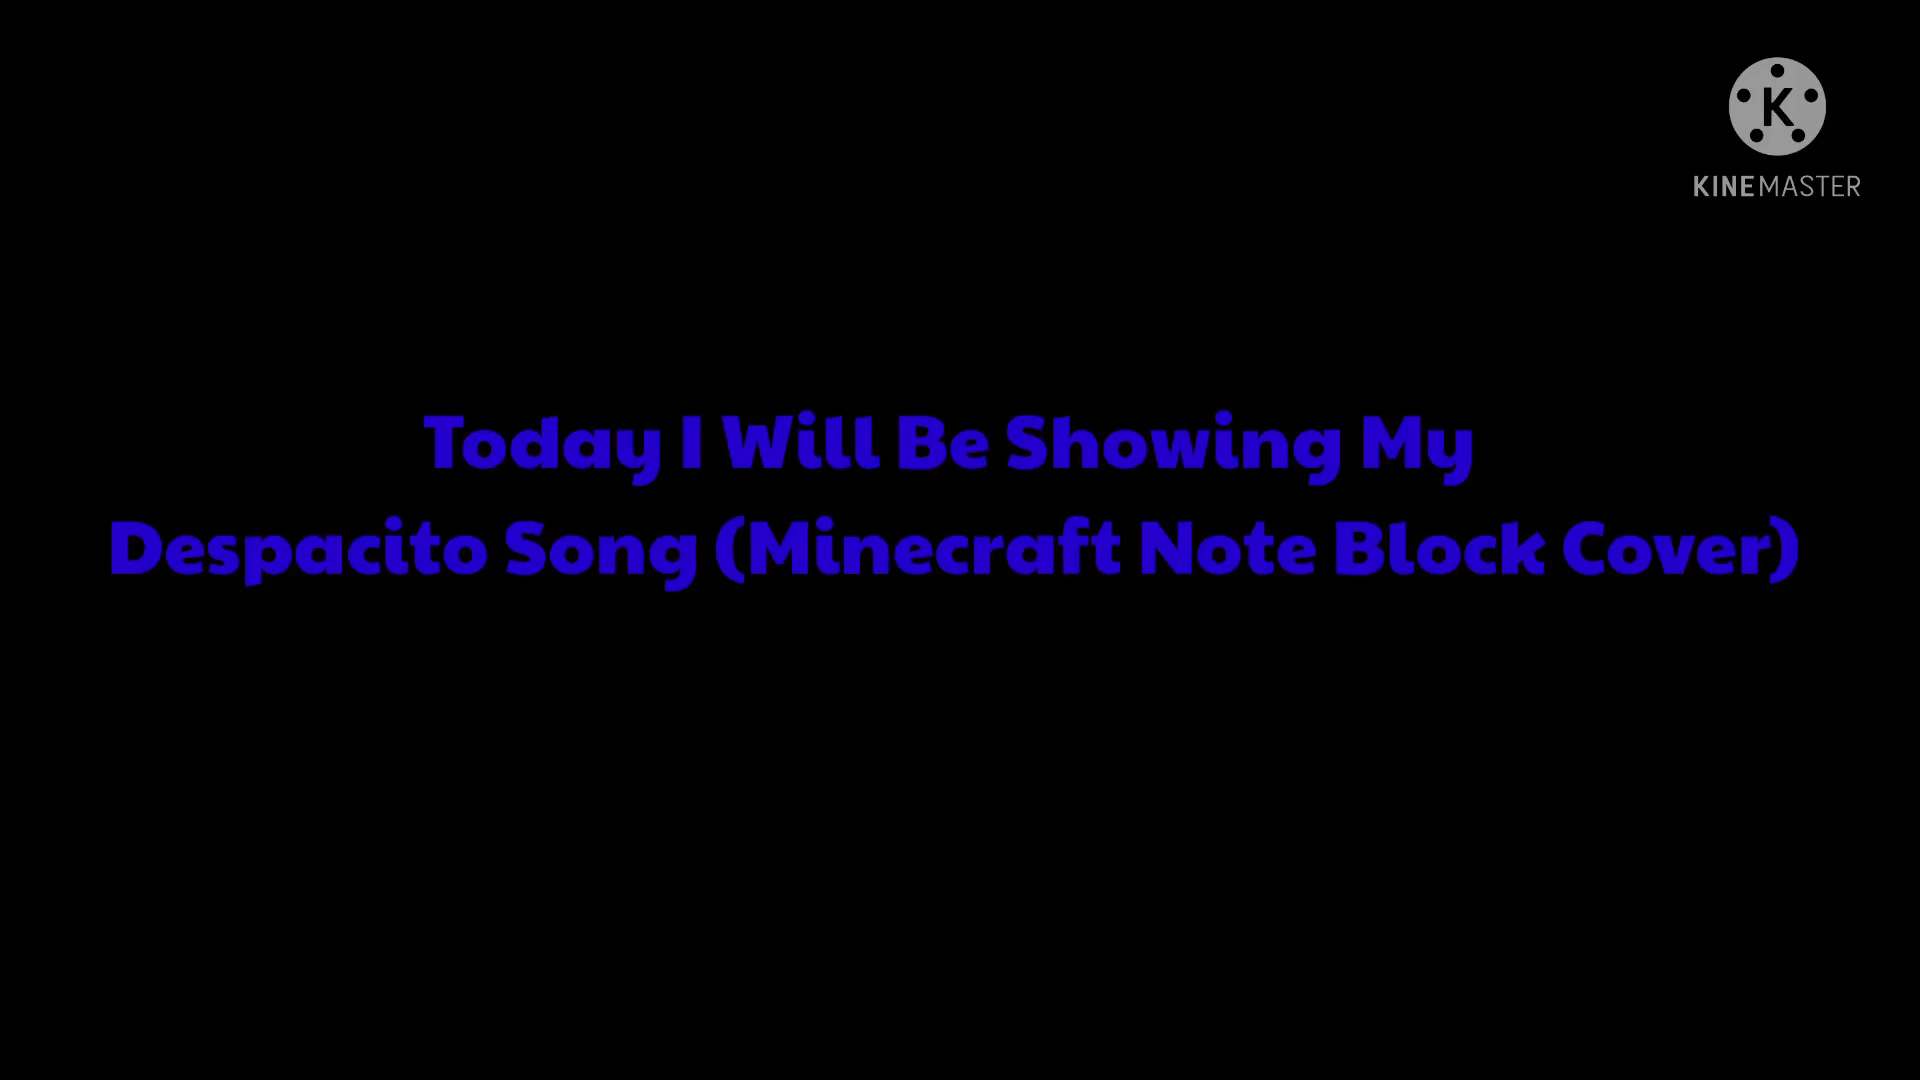 K
KINEMASTER
Today I Will Be Showing My
Despacito Song (Minecraft Note Block Cover)